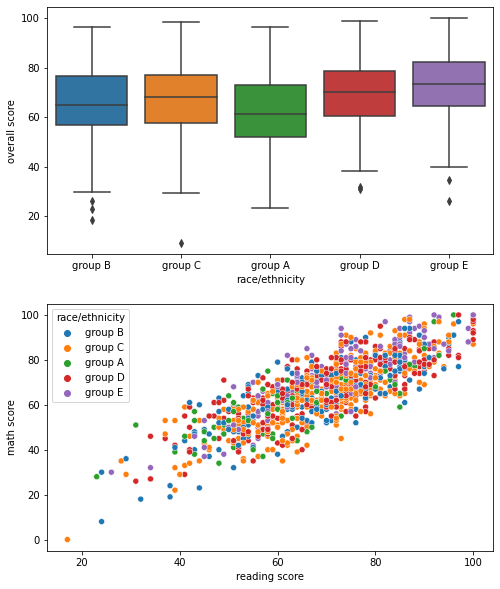 100
80
60
40
20
overall score
group B group C group A group D group E
race/ethnicity
race/ethnicity
group B
group C
group A
group D
group E
100
80
60
40
20
0
math score
20 40 60 80 100
reading score